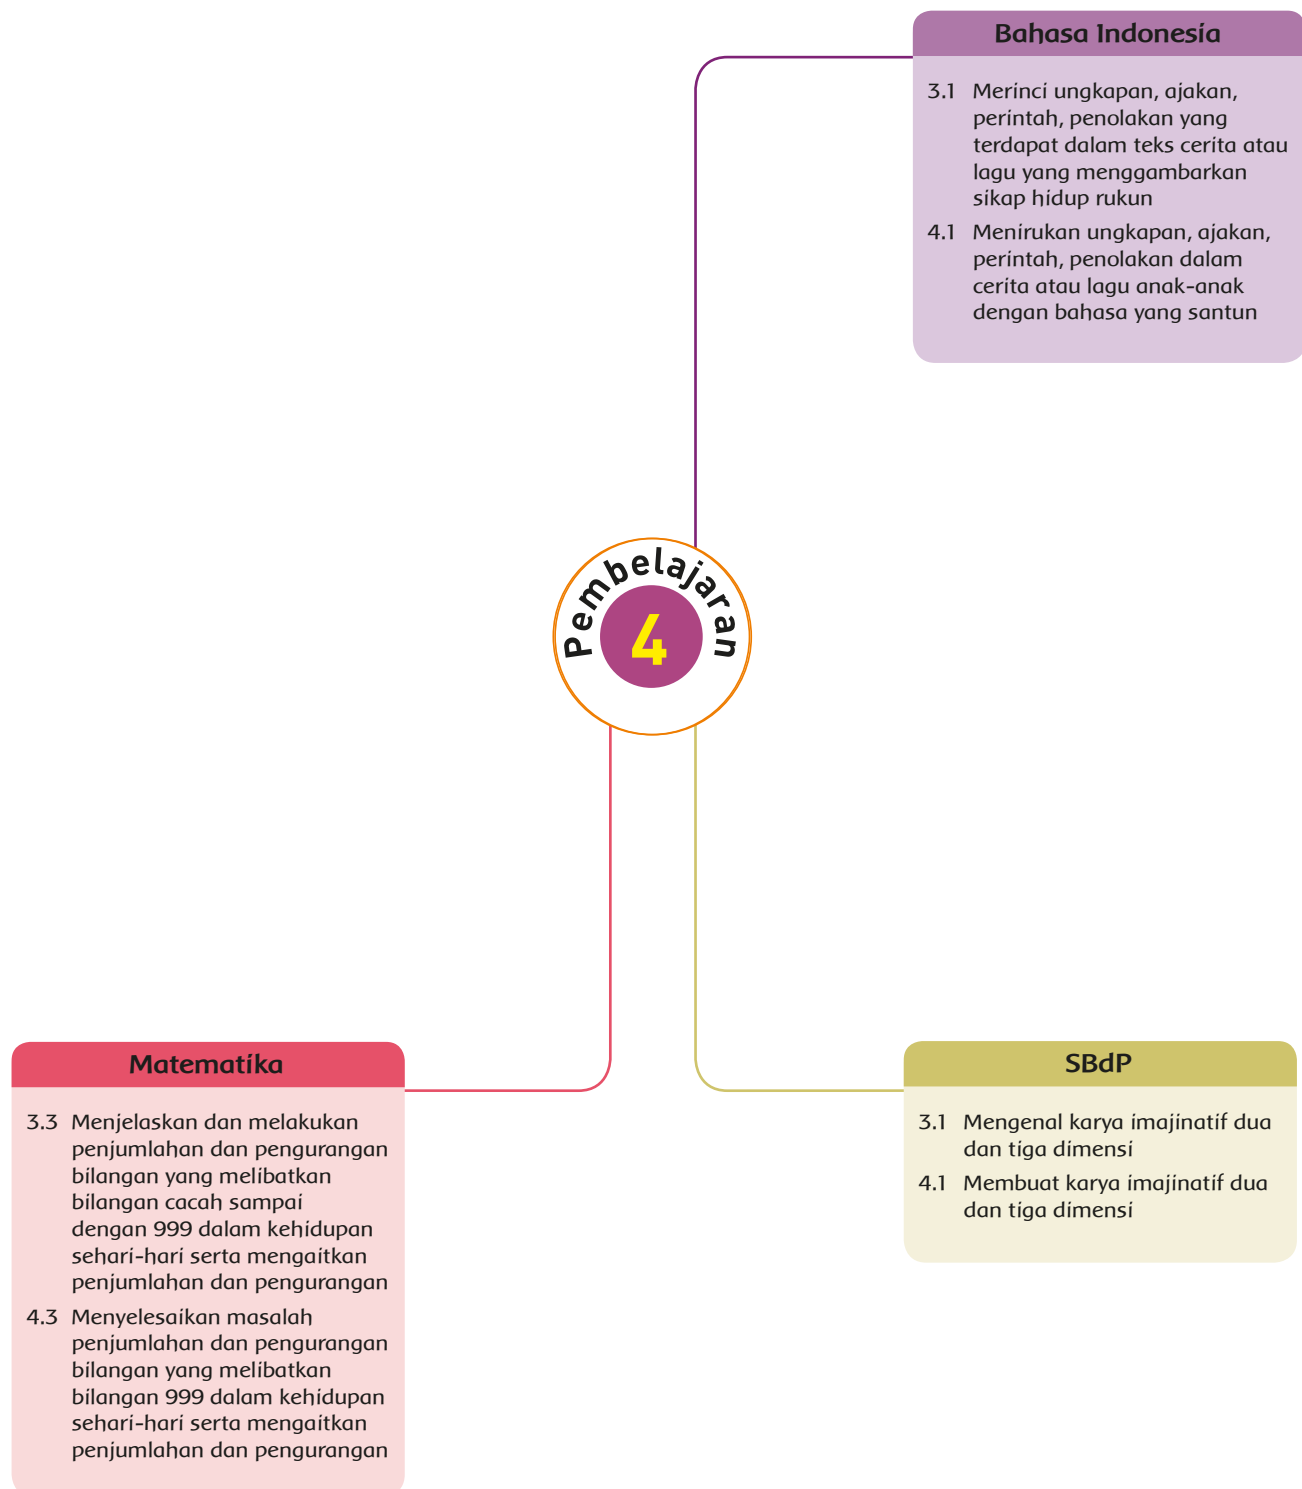 Bahasa Indonesia
3.1 Merinci ungkapan, ajakan,
perintah, penolakan yang
terdapat dalam teks cerita atau
lagu yang menggambarkan
sikap hidup rukun
4.1 Menirukan ungkapan, ajakan,
perintah, penolakan dalam
cerita atau lagu anak-anak
dengan bahasa yang santun
Pembelajaran
4
Matematika
3.3 Menjelaskan dan melakukan
penjumlahan dan pengurangan
bilangan yang melibatkan
bilangan cacah sampai
dengan 999 dalam kehidupan
sehari-hari serta mengaitkan
penjumlahan dan pengurangan
4.3 Menyelesaikan masalah
penjumlahan dan pengurangan
bilangan yang melibatkan
bilangan 999 dalam kehidupan
sehari-hari serta mengaitkan
penjumlahan dan pengurangan
SBdP
3.1 Mengenal karya imajinatif dua
dan tiga dimensi
4.1 Membuat karya imajinatif dua
dan tiga dimensi